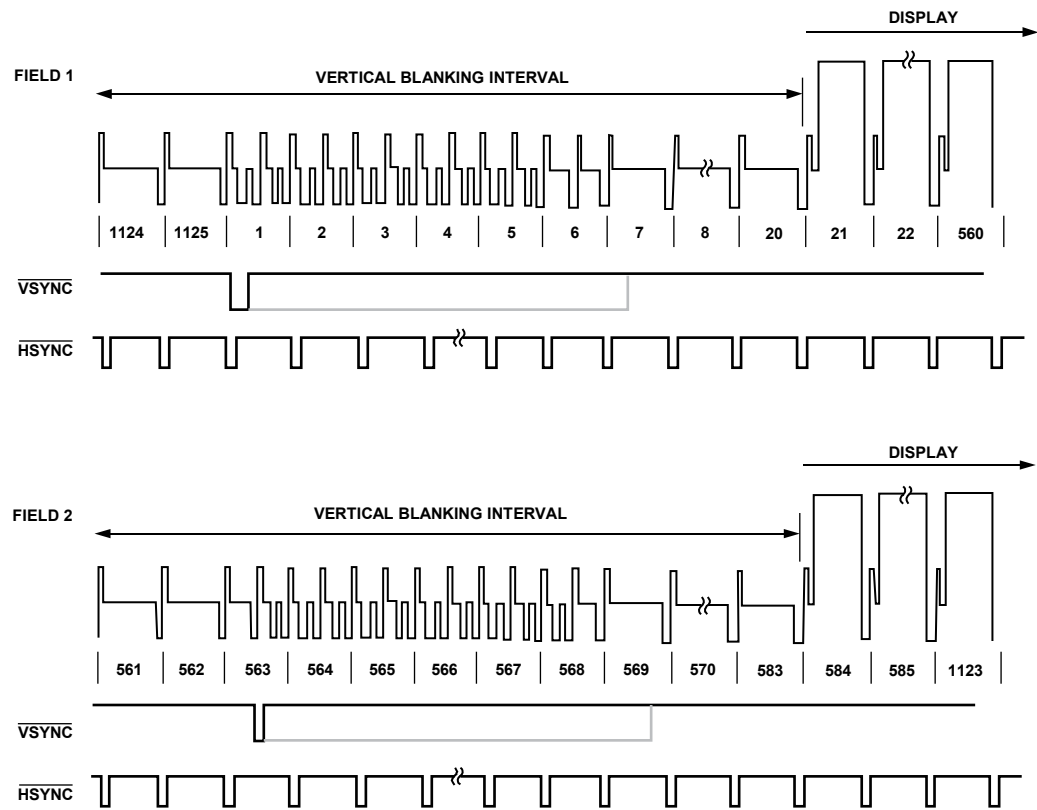 DISPLAY
FIELD 1
VERTICAL BLANKING INTERVAL
1124 1125 1 2 3 4 5 6 7 8 20 21 22 560
VSYNC
HSYNC
DISPLAY
FIELD 2
VERTICAL BLANKING INTERVAL
561 562 563 564 565 566 567 568 569 570 583 584 585 1123
VSYNC
HSYNC